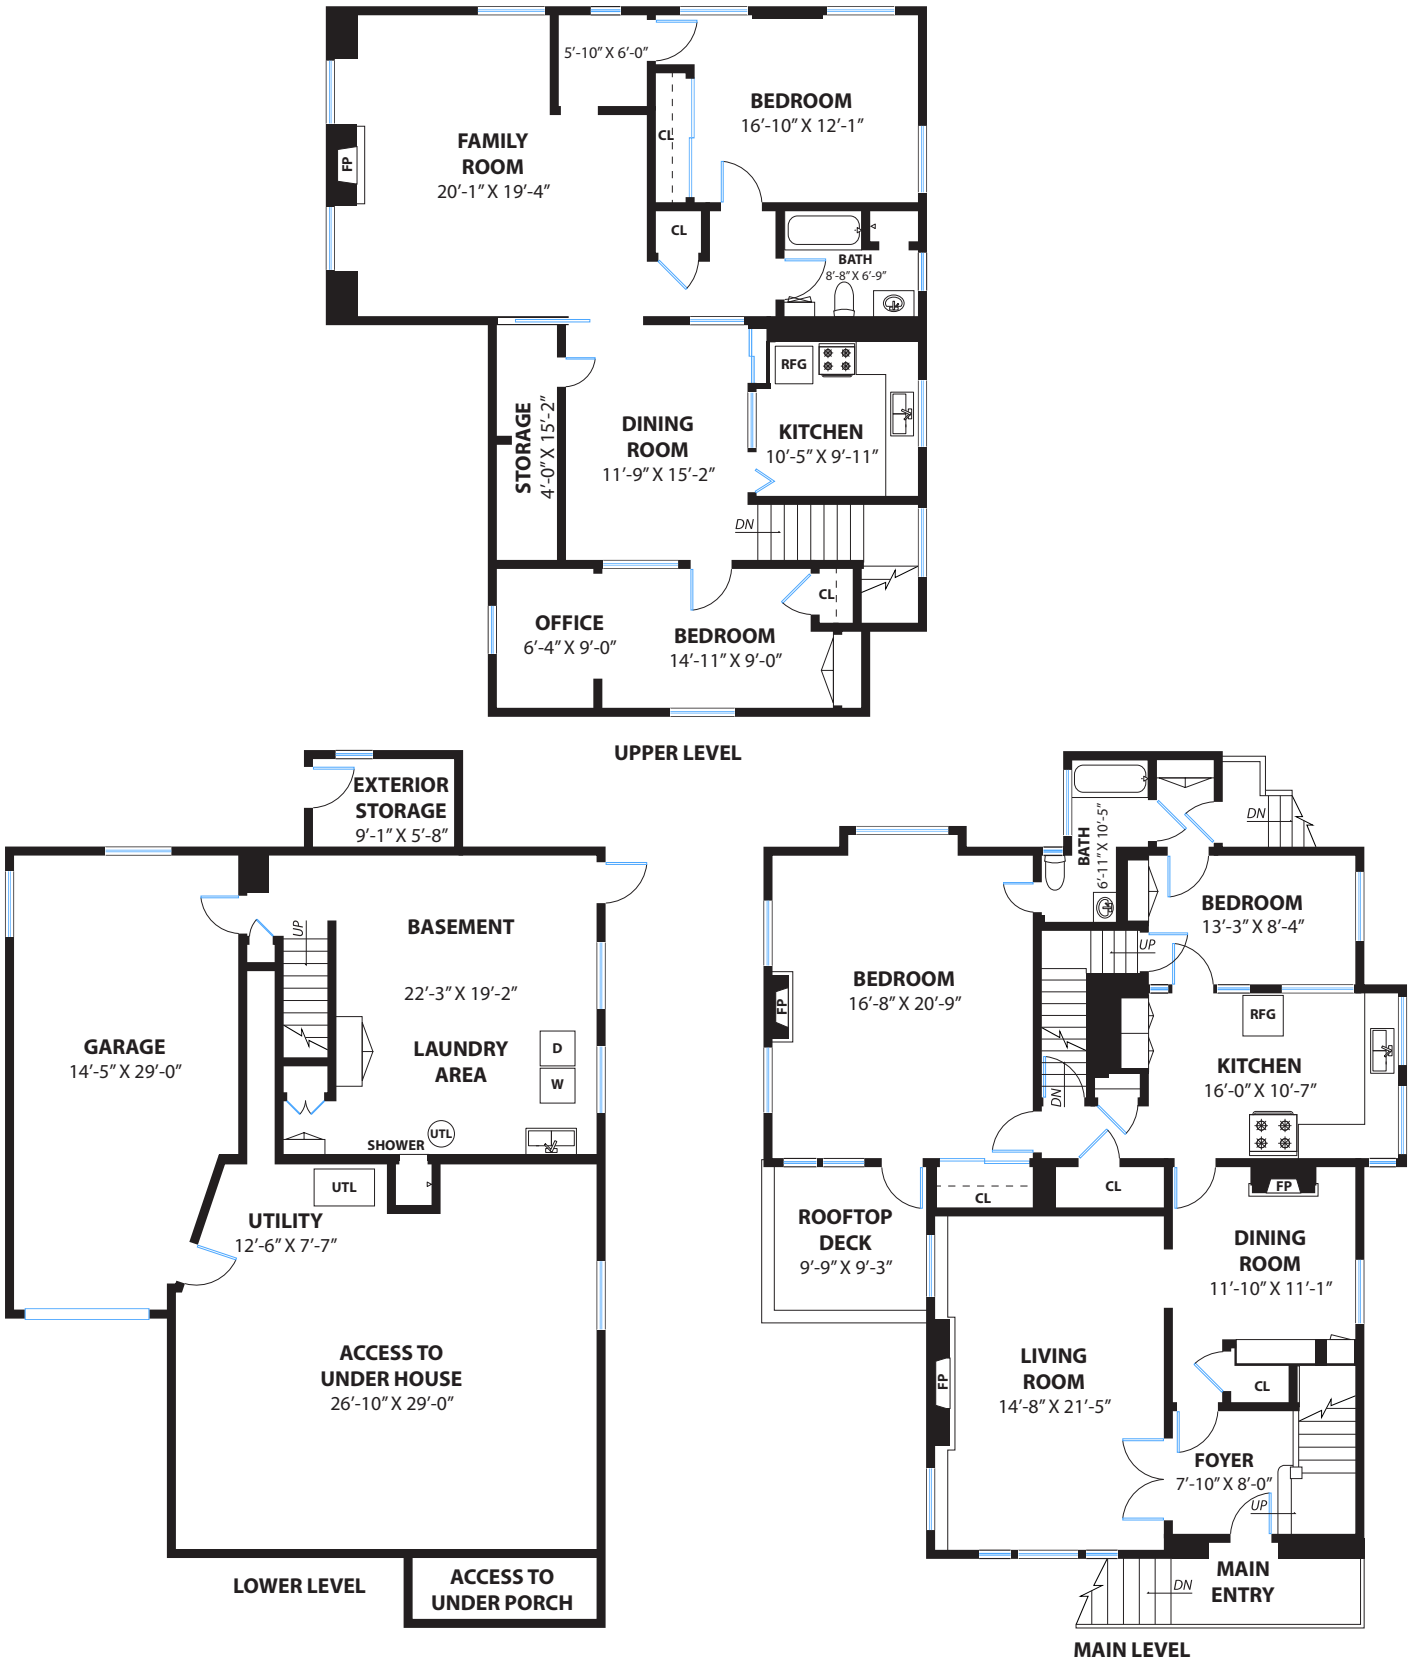 5'-10" X 6'-0"
BEDROOM
16'-10" X 12'-1"
CL
FAMILY
ROOM
20'-1" X 19'-4"
FP
CL
BATH
8'-8" X 6'-9"
RFG
STORAGE
4'-0" X 15'-2"
DINING
ROOM
11'-9" X 15'-2"
KITCHEN
10'-5" X 9'-11"
DN
CL
OFFICE
6'-4" X 9'-0"
BEDROOM
14'-11" X 9'-0"
UPPER LEVEL
EXTERIOR
STORAGE
9'-1" X 5'-8"
UP
BASEMENT
22'-3" X 19'-2"
GARAGE
14'-5" X 29'-0"
LAUNDRY
AREA
D
W
SHOWER
UTL
UTL
UTILITY
12'-6" X 7'-7"
ACCESS TO
UNDER HOUSE
26'-10" X 29'-0"
LOWER LEVEL
ACCESS TO
UNDER PORCH
DN
BATH
6'-11" X 10'-5"
BEDROOM
13'-3" X 8'-4"
UP
BEDROOM
16'-8" X 20'-9"
FP
RFG
KITCHEN
16'-0" X 10'-7"
DN
CL
CL
FP
ROOFTOP
DECK
9'-9" X 9'-3"
DINING
ROOM
11'-10" X 11'-1"
LIVING
ROOM
14'-8" X 21'-5"
FP
CL
FOYER
7'-10" X 8'-0"
UP
MAIN
ENTRY
DN
MAIN LEVEL